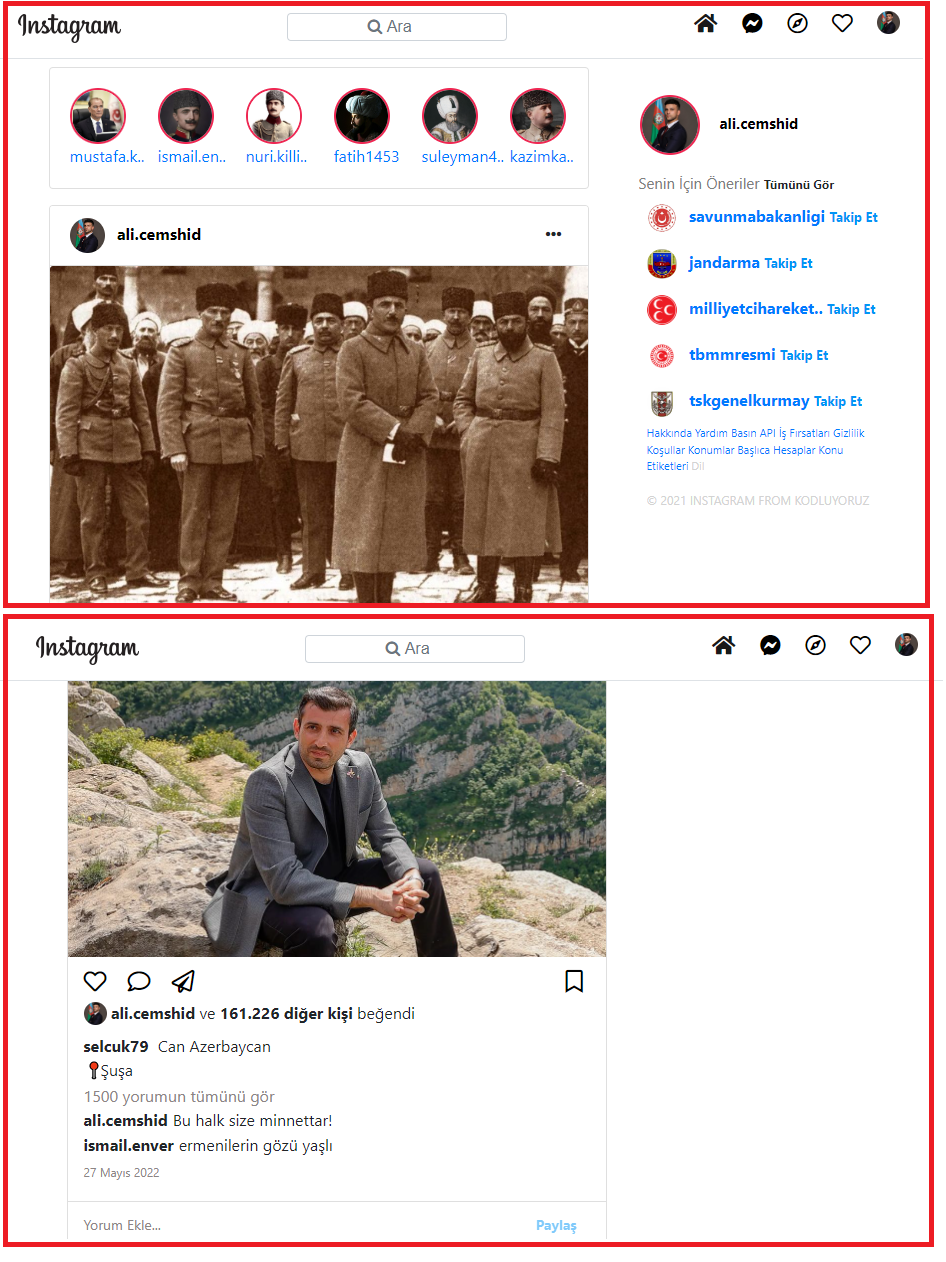 Instagram
Ara
mustafa.k.. ismail.en.. nuri.killi.. fatih1453 suleyman4.. kazimka..
ali.cemshid
ali.cemshid
Senin İçin Öneriler Tümünü Gör
savunmabakanligi Takip Et
jandarma Takip Et
milliyetcihareket.. Takip Et
tbmmresmi Takip Et
tskgenelkurmay Takip Et
Hakkında Yardım Basın API İş Fırsatları Gizlilik
Koşullar Konumlar Başlıca Hesaplar Konu
Etiketleri Dil
© 2021 INSTAGRAM FROM KODLUYORUZ
Instagram
Ara
ali.cemshid ve 161.226 diğer kişi beğendi
selcuk79 Can Azerbaycan
📍Şuşa
1500 yorumun tümünü gör
ali.cemshid Bu halk size minnettar!
ismail.enver ermenilerin gözü yaşlı
27 Mayıs 2022
Yorum Ekle... Paylaş